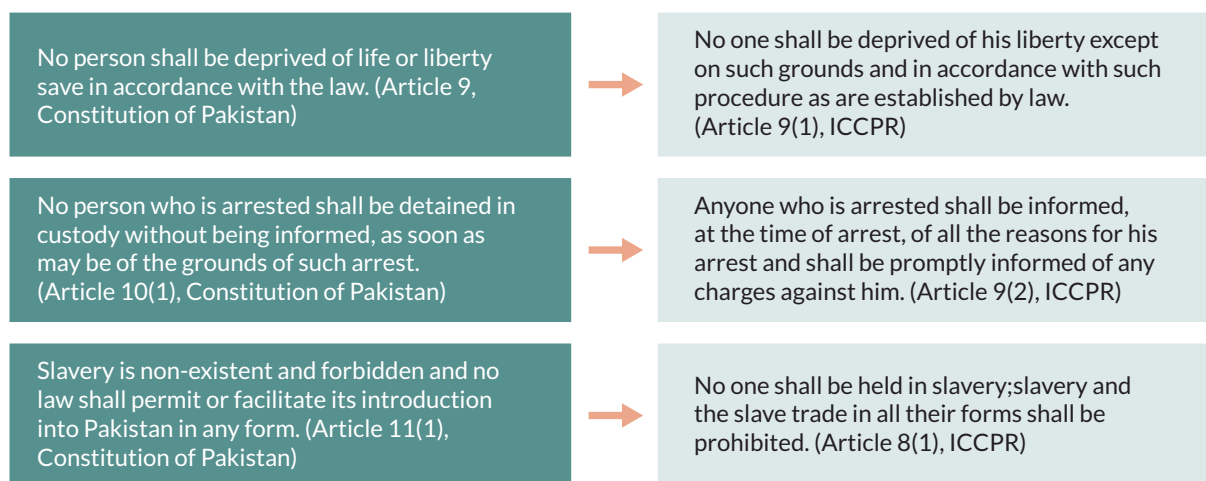 No person shall be deprived of life or liberty
save in accordance with the law. (Article 9,
Constitution of Pakistan)
No one shall be deprived of his liberty except
on such grounds and in accordance with such
procedure as are established by law.
(Article 9(1), ICCPR)
No person who is arrested shall be detained in
custody without being informed, as soon as
may be of the grounds of such arrest.
(Article 10(1), Constitution of Pakistan)
Anyone who is arrested shall be informed,
at the time of arrest, of all the reasons for his
arrest and shall be promptly informed of any
charges against him. (Article 9(2), ICCPR)
Slavery is non-existent and forbidden and no
law shall permit or facilitate its introduction
into Pakistan in any form. (Article 11(1),
Constitution of Pakistan)
No one shall be held in slavery;slavery and
the slave trade in all their forms shall be
prohibited. (Article 8(1), ICCPR)